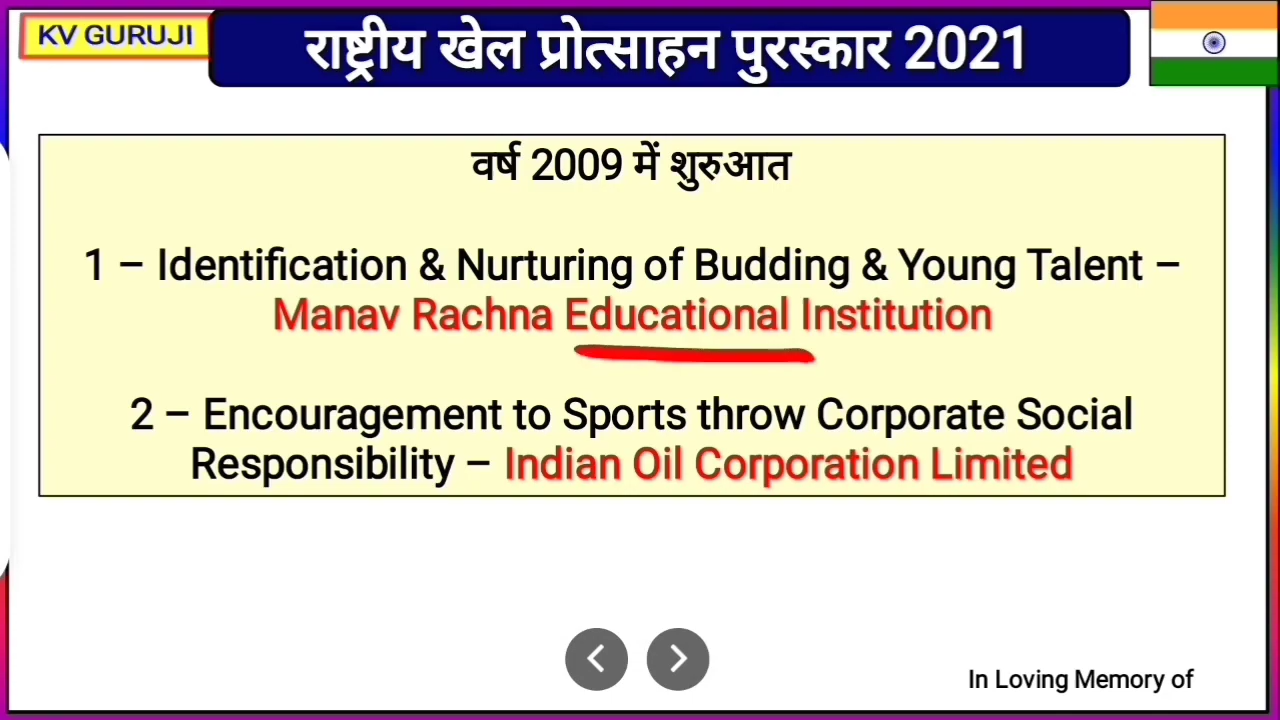 KV GURUJI
राष्ट्रीय खेल प्रोत्साहन पुरस्कार 2021
वर्ष 2009 में शुरुआत
1 – Identification & Nurturing of Budding & Young Talent –
Manav Rachna Educational Institution
2 – Encouragement to Sports throw Corporate Social
Responsibility – Indian Oil Corporation Limited
In Loving Memory of